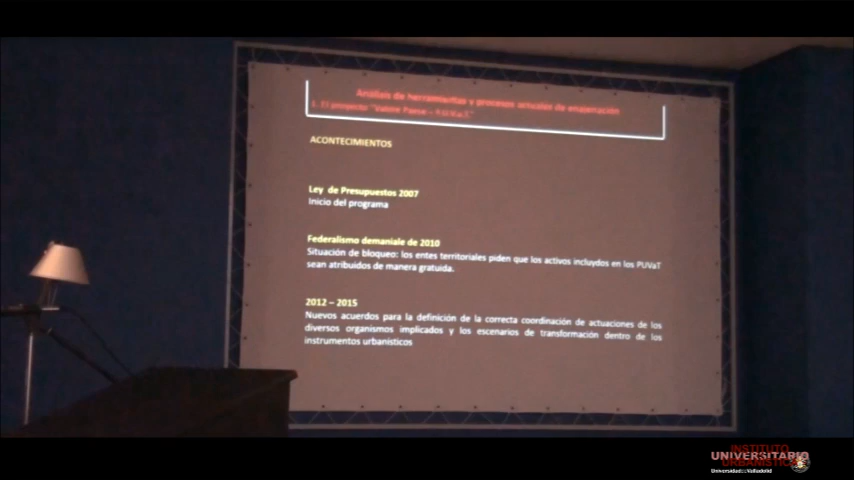 Análisis de herramientas y procesos actuales de enajenación
1. El proyecto "Valore Paese –
ACONTECIMIENTOS
Ley de Presupuestos 2007
Inicio del programa
Federalismo demaniale de 2010
Situación de bloqueo: los entes territoriales piden que los activos incluydos en los PUVaT
sean atribuidos de manera gratuida.
2012 – 2015
Nuevos acuerdos para la definición de la correcta coordinación de actuaciones de los
diversos organismos implicados y los escenarios de transformación dentro de los
instrumentos urbanísticos
INSTITUTO
UNIVERSITARIO
URBANÍSTICA
Universidad de Valladolid